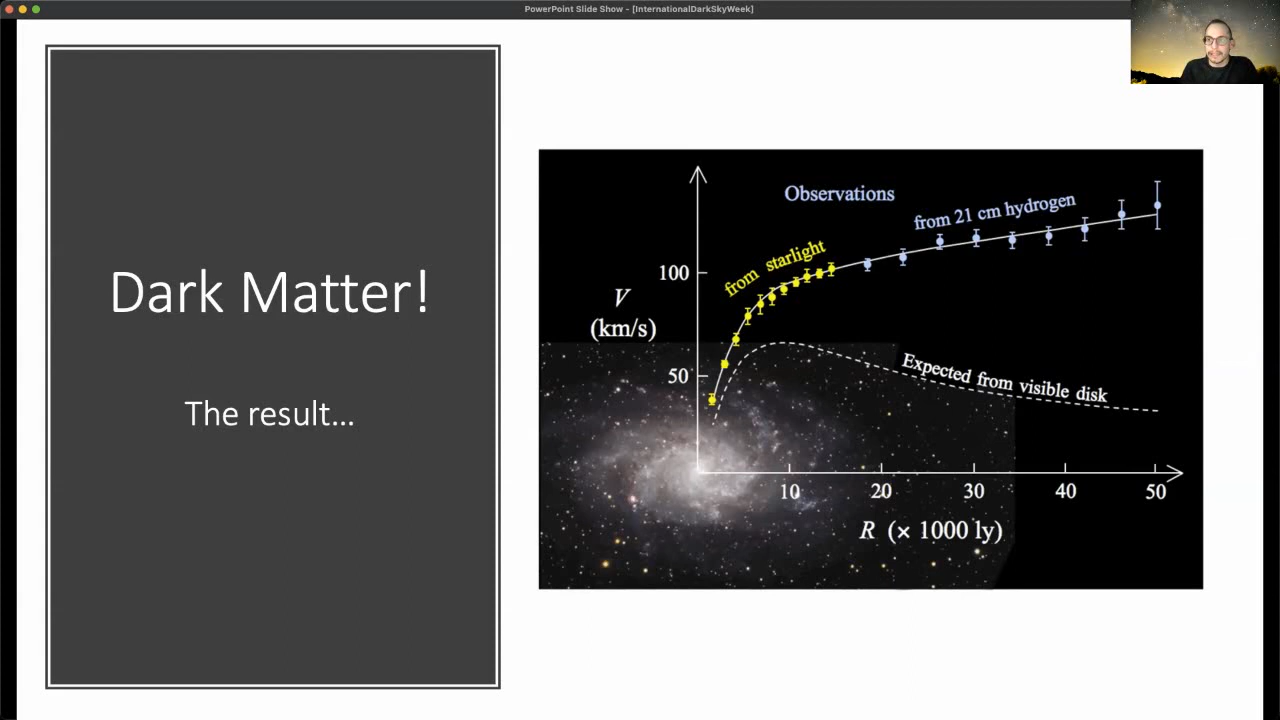 PowerPoint Slide Show - [InternationalDarkSkyWeek]
Dark Matter!
The result...
Observations
from 21 cm hydrogen
from starlight
100
V
(km/s)
50
Expected from visible disk
10
20
30
40
50
R (× 1000 ly)